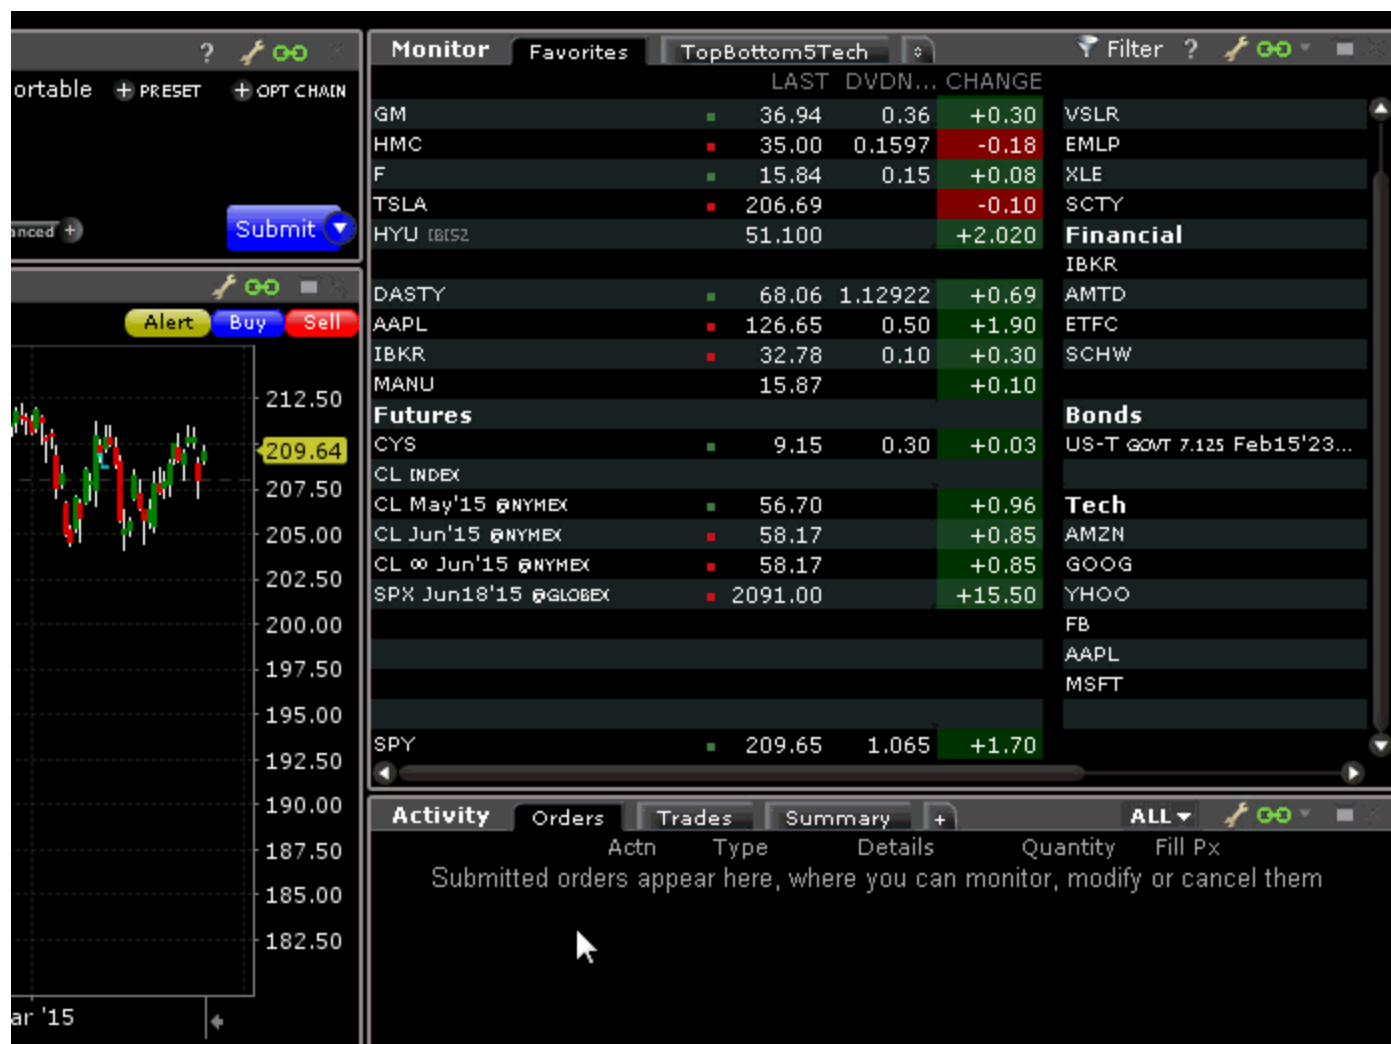 ?
ortable + PRESET + OPT CHAIN
anced +
Submit
Alert Buy Sell
212.50
209.64
207.50
205.00
202.50
200.00
197.50
195.00
192.50
190.00
187.50
185.00
182.50
ar '15
Monitor Favorites TopBottom5Tech Filter ?
LAST DVDN... CHANGE
GM 36.94 0.36 +0.30 VSLR
HMC 35.00 0.1597 -0.18 EMLP
F 15.84 0.15 +0.08 XLE
TSLA 206.69 -0.10 SCTY
HYU IBIS2 51.100 +2.020 Financial
IBKR
DASTY 68.06 1.12922 +0.69 AMTD
AAPL 126.65 0.50 +1.90 ETFC
IBKR 32.78 0.10 +0.30 SCHW
MANU 15.87 +0.10
Futures Bonds
CYS 9.15 0.30 +0.03 US-T GOVT 7.125 Feb15'23...
CL INDEX
CL May'15 @NYMEX 56.70 +0.96 Tech
CL Jun'15 @NYMEX 58.17 +0.85 AMZN
CL ∞ Jun'15 @NYMEX 58.17 +0.85 GOOG
SPX Jun18'15 @GLOBEX 2091.00 +15.50 YHOO
FB
AAPL
MSFT
SPY 209.65 1.065 +1.70
Activity Orders Trades Summary + ALL
Actn Type Details Quantity Fill Px
Submitted orders appear here, where you can monitor, modify or cancel them